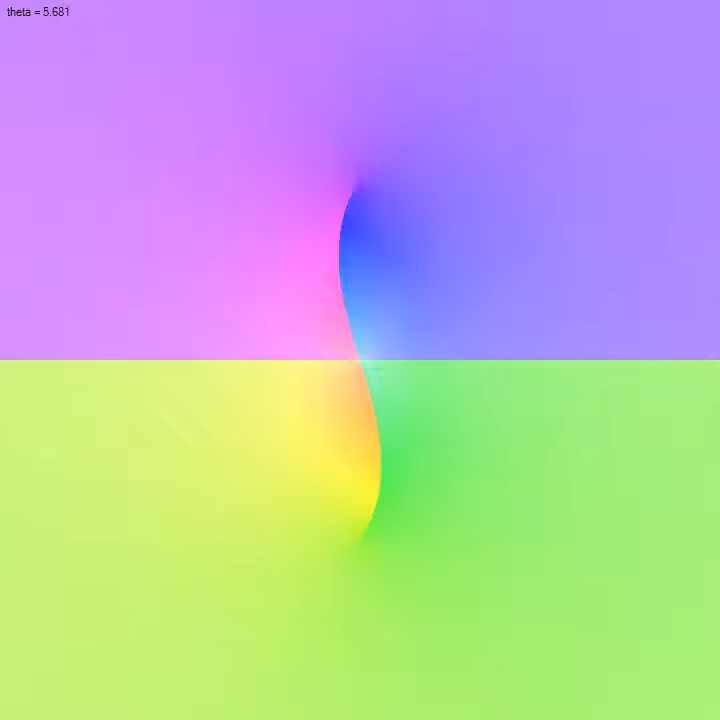 theta = 5.681